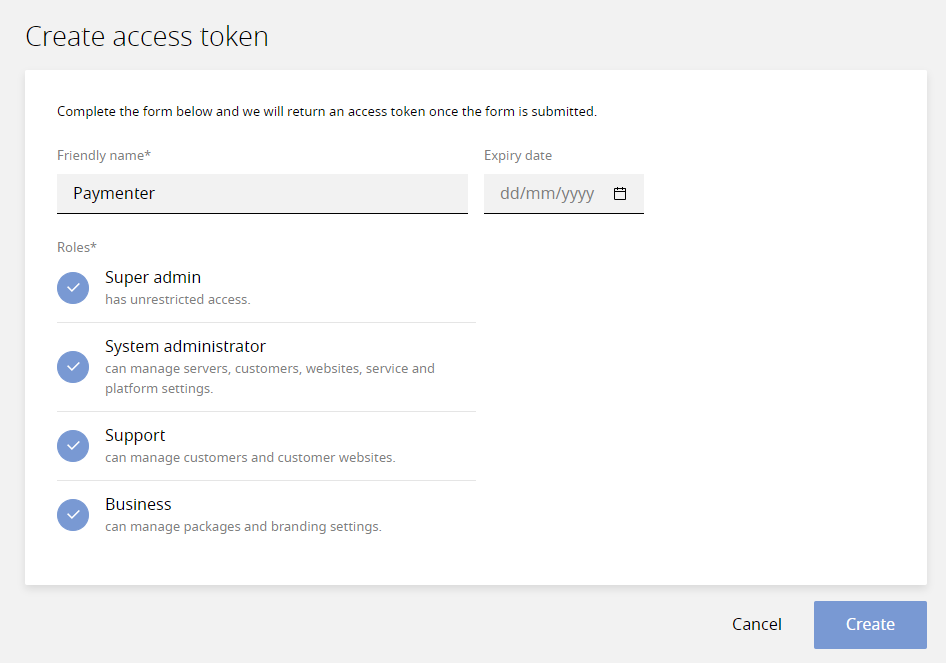 Create access token
Complete the form below and we will return an access token once the form is submitted.
Friendly name*
Expiry date
Paymenter
dd/mm/yyyy
Roles*
Super admin
has unrestricted access.
System administrator
can manage servers, customers, websites, service and
platform settings.
Support
can manage customers and customer websites.
Business
can manage packages and branding settings.
Cancel
Create